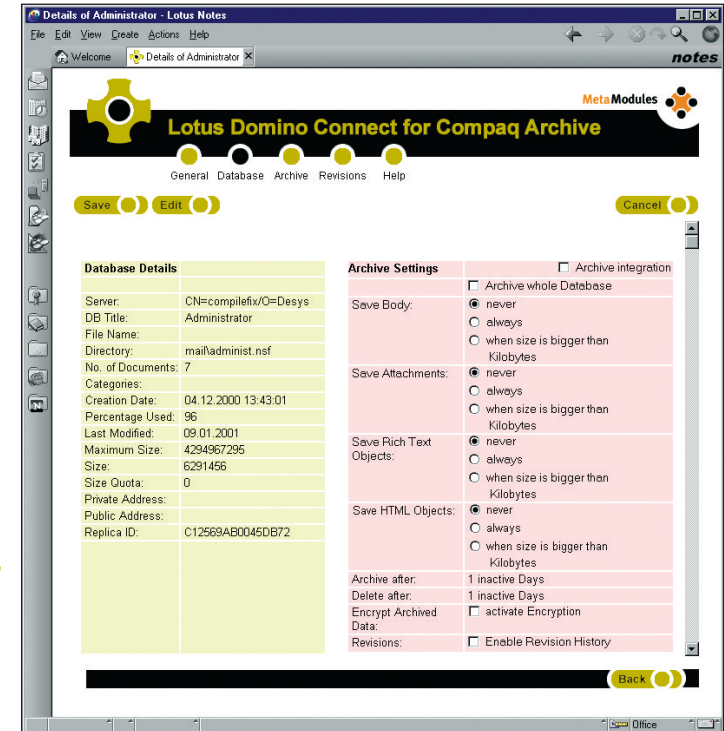 Details of Administrator - Lotus Notes
File Edit View Create Actions Help
Welcome Details of Administrator
notes
MetaModules
Lotus Domino Connect for Compaq Archive
General Database Archive Revisions Help
Save Edit Cancel
Database Details
Server: CN=compilefix/O=Desys
DB Title: Administrator
File Name:
Directory: mail\administ.nsf
No. of Documents: 7
Categories:
Creation Date: 04.12.2000 13:43:01
Percentage Used: 96
Last Modified: 09.01.2001
Maximum Size: 4294967295
Size: 6291456
Size Quota: 0
Private Address:
Public Address:
Replica ID: C12569AB0045DB72
Archive Settings Archive integration
Archive whole Database
Save Body: never
always
when size is bigger than
Kilobytes
Save Attachments: never
always
when size is bigger than
Kilobytes
Save Rich Text
Objects:
never
always
when size is bigger than
Kilobytes
Save HTML Objects: never
always
when size is bigger than
Kilobytes
Archive after: 1 inactive Days
Delete after: 1 inactive Days
Encrypt Archived
Data:
activate Encryption
Revisions: Enable Revision History
Back
Office